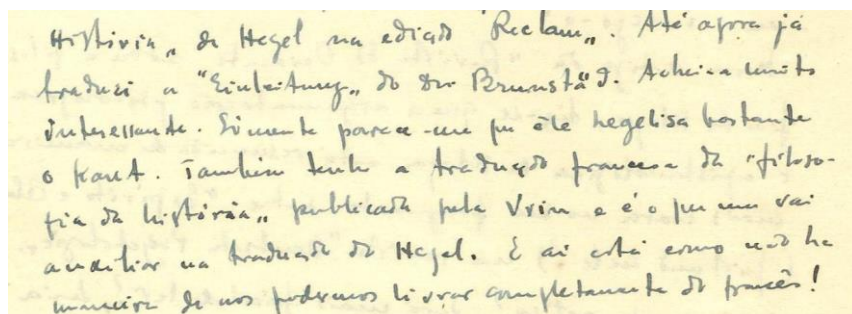 História„ de Hegel na edição "Reclam„. Até agora já
traduzi a "Einleitung„ do Dr Brunstäd. Achei-a muito
interessante. Sòmente parece-me que êle hegelisa bastante
o Kant. Também tenho a tradução francesa da "filoso-
fia da história„ publicada pela Vrin e é o que me vai
auxiliar na tradução do Hegel. E aí está como não há
maneira de nos podermos livrar completamente do francês!